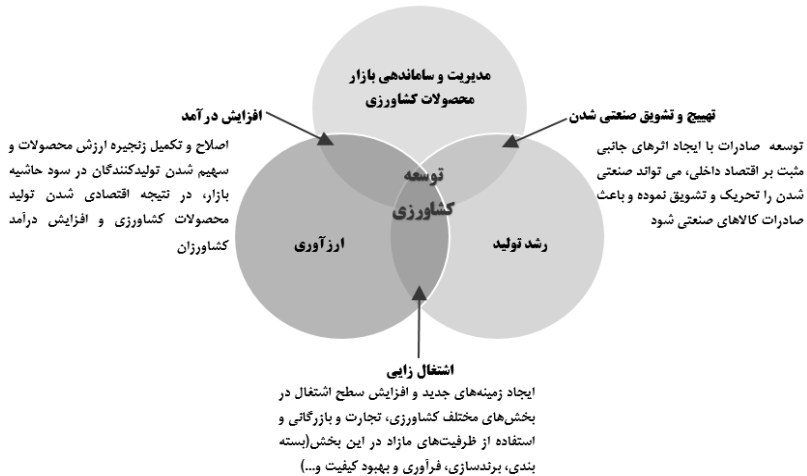 مدیریت و ساماندهی بازار
محصولات کشاورزی
تهییج و تشویق صنعتی شدن
توسعه صادرات با ایجاد اثرهای جانبی
مثبت بر اقتصاد داخلی، می تواند صنعتی
شدن را تحریک و تشویق نموده و باعث
صادرات کالاهای صنعتی شود
افزایش درآمد
اصلاح و تکمیل زنجیره ارزش محصولات و
سهیم شدن تولیدکنندگان در سود حاشیه
بازار، در نتیجه اقتصادی شدن تولید
محصولات کشاورزی و افزایش درآمد
کشاورزان
توسعه
کشاورزی
رشد تولید
ارزآوری
اشتغال زایی
ایجاد زمینه‌های جدید و افزایش سطح اشتغال در
بخش‌های مختلف کشاورزی، تجارت و بازرگانی و
استفاده از ظرفیت‌های مازاد در این بخش(بسته
بندی، برندسازی، فرآوری و بهبود کیفیت و...)